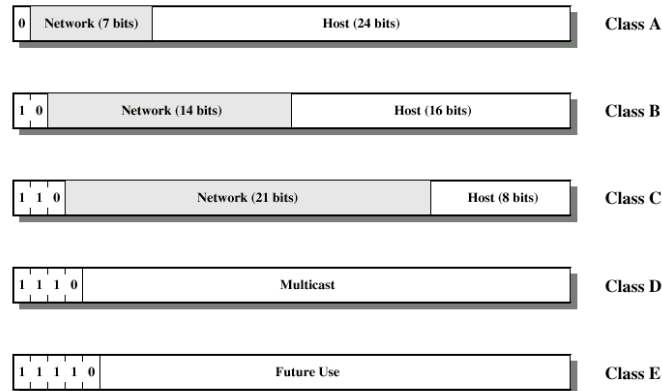 0 Network (7 bits) Host (24 bits) Class A
1 0 Network (14 bits) Host (16 bits) Class B
1 1 0 Network (21 bits) Host (8 bits) Class C
1 1 1 0 Multicast Class D
1 1 1 1 0 Future Use Class E